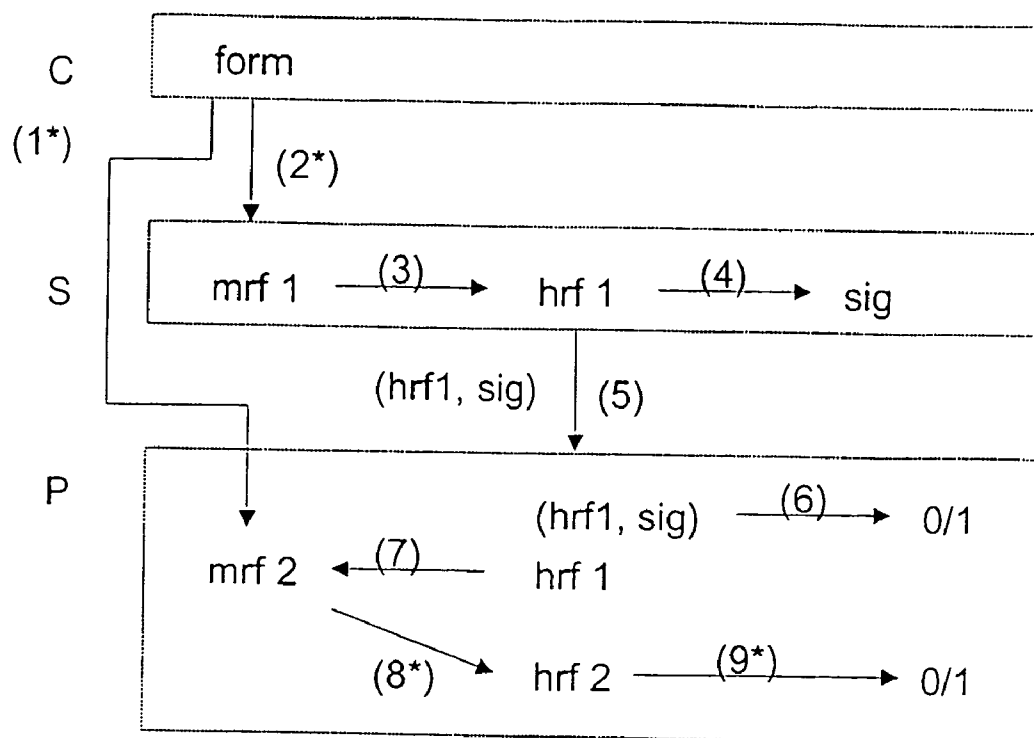 C
form
(1*)
(2*)
S
mrf 1
(3)
hrf 1
(4)
sig
(hrf1, sig)
(5)
P
(hrf1, sig)
(6)
0/1
mrf 2
(7)
hrf 1
(8*)
hrf 2
(9*)
0/1